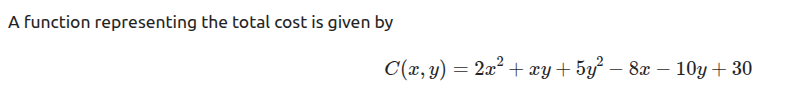 A function representing the total cost is given by
C(x, y) = 2x² + xy + 5y² − 8x − 10y + 30